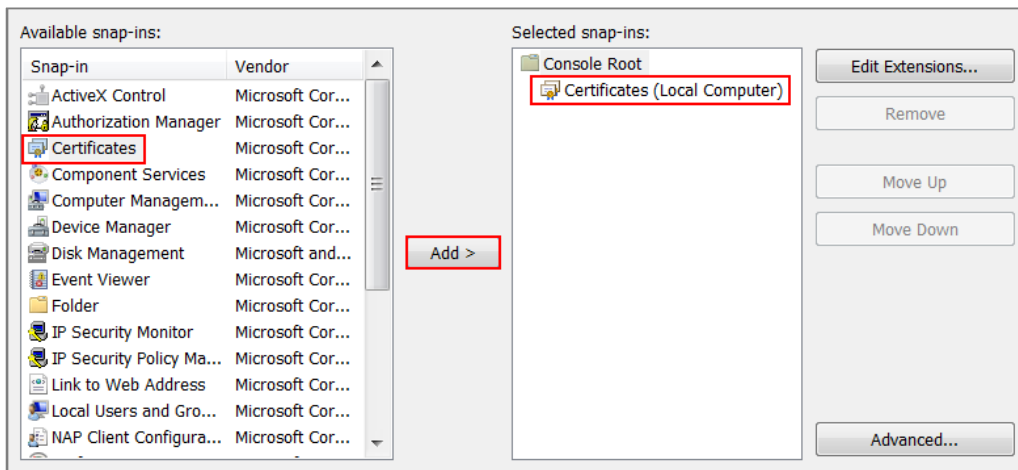 Available snap-ins:
Snap-in Vendor
ActiveX Control Microsoft Cor...
Authorization Manager Microsoft Cor...
Certificates Microsoft Cor...
Component Services Microsoft Cor...
Computer Managem... Microsoft Cor...
Device Manager Microsoft Cor...
Disk Management Microsoft and...
Event Viewer Microsoft Cor...
Folder Microsoft Cor...
IP Security Monitor Microsoft Cor...
IP Security Policy Ma... Microsoft Cor...
Link to Web Address Microsoft Cor...
Local Users and Gro... Microsoft Cor...
NAP Client Configura... Microsoft Cor...
Add >
Selected snap-ins:
Console Root
Certificates (Local Computer)
Edit Extensions...
Remove
Move Up
Move Down
Advanced...